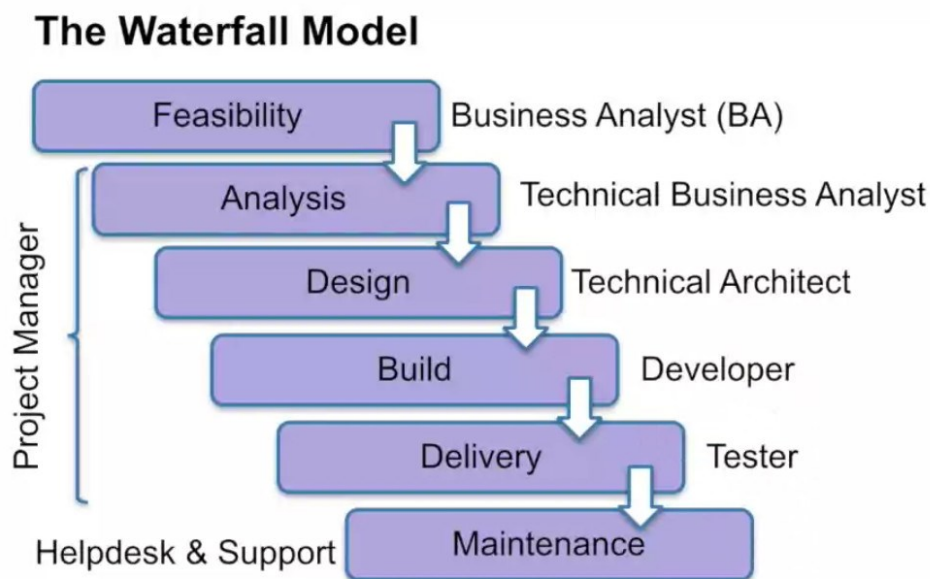 The Waterfall Model
Feasibility Business Analyst (BA)
Analysis Technical Business Analyst
Design Technical Architect
Build Developer
Delivery Tester
Project Manager
Helpdesk & Support Maintenance